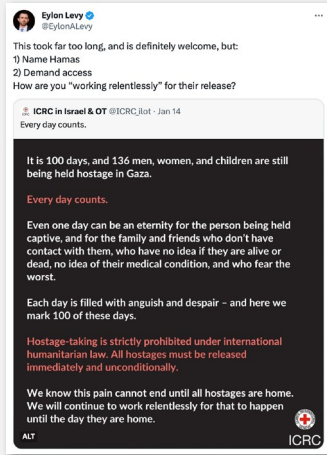 Eylon Levy
@EylonALevy
This took far too long, and is definitely welcome, but:
1) Name Hamas
2) Demand access
How are you “working relentlessly” for their release?
ICRC in Israel & OT @ICRC_ilot · Jan 14
Every day counts.
It is 100 days, and 136 men, women, and children are still
being held hostage in Gaza.
Every day counts.
Even one day can be an eternity for the person being held
captive, and for the family and friends who don’t have
contact with them, who have no idea if they are alive or
dead, no idea of their medical condition, and who fear the
worst.
Each day is filled with anguish and despair – and here we
mark 100 of these days.
Hostage-taking is strictly prohibited under international
humanitarian law. All hostages must be released
immediately and unconditionally.
We know this pain cannot end until all hostages are home.
We will continue to work relentlessly for that to happen
until the day they are home.
ALT
ICRC